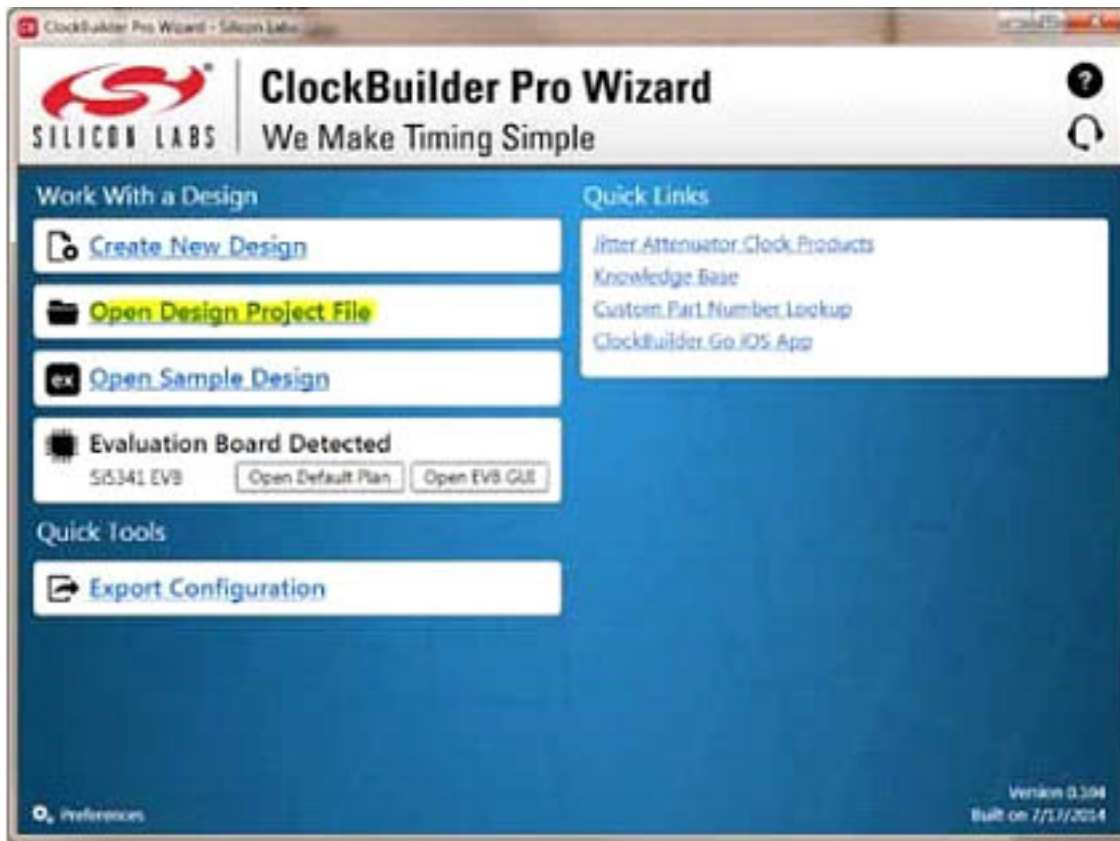 ClockBuilder Pro Wizard - Silicon Labs
SILICON LABS
ClockBuilder Pro Wizard
We Make Timing Simple
?
Work With a Design
Create New Design
Open Design Project File
ex Open Sample Design
Evaluation Board Detected
Si5341 EVB
Open Default Plan
Open EVB GUI
Quick Tools
Export Configuration
Quick Links
Jitter Attenuator Clock Products
Knowledge Base
Custom Part Number Lookup
ClockBuilder Go iOS App
Preferences
Version
Built on 7/17/2014